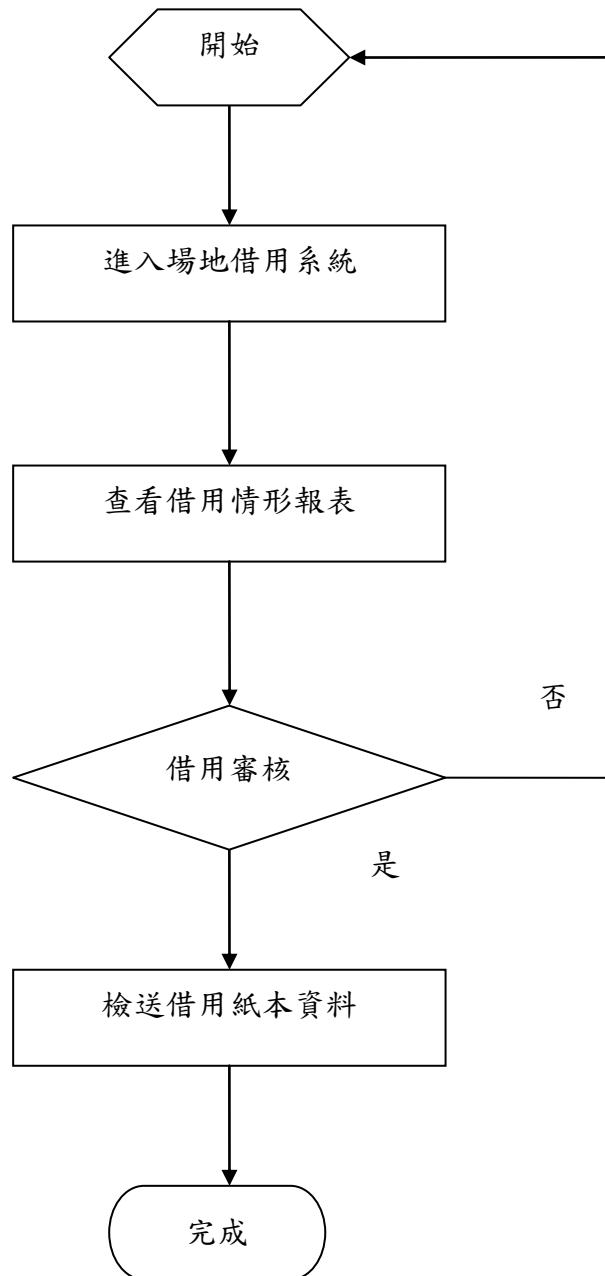 開始
進入場地借用系統
查看借用情形報表
否
借用審核
是
檢送借用紙本資料
完成